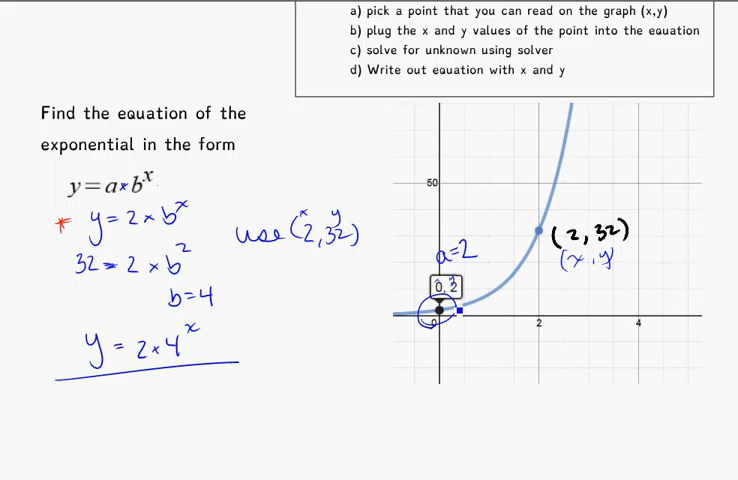 a) pick a point that you can read on the graph (x,y)
b) plug the x and y values of the point into the equation
c) solve for unknown using solver
d) Write out equation with x and y
Find the equation of the
exponential in the form
y=a*b^x
* y = 2 × b^x
32 = 2 × b^2
b=4
y = 2×4^x
use (2,32)
x y
a=2
(2,32)
(x,y)
0, 2
50
0
2
4